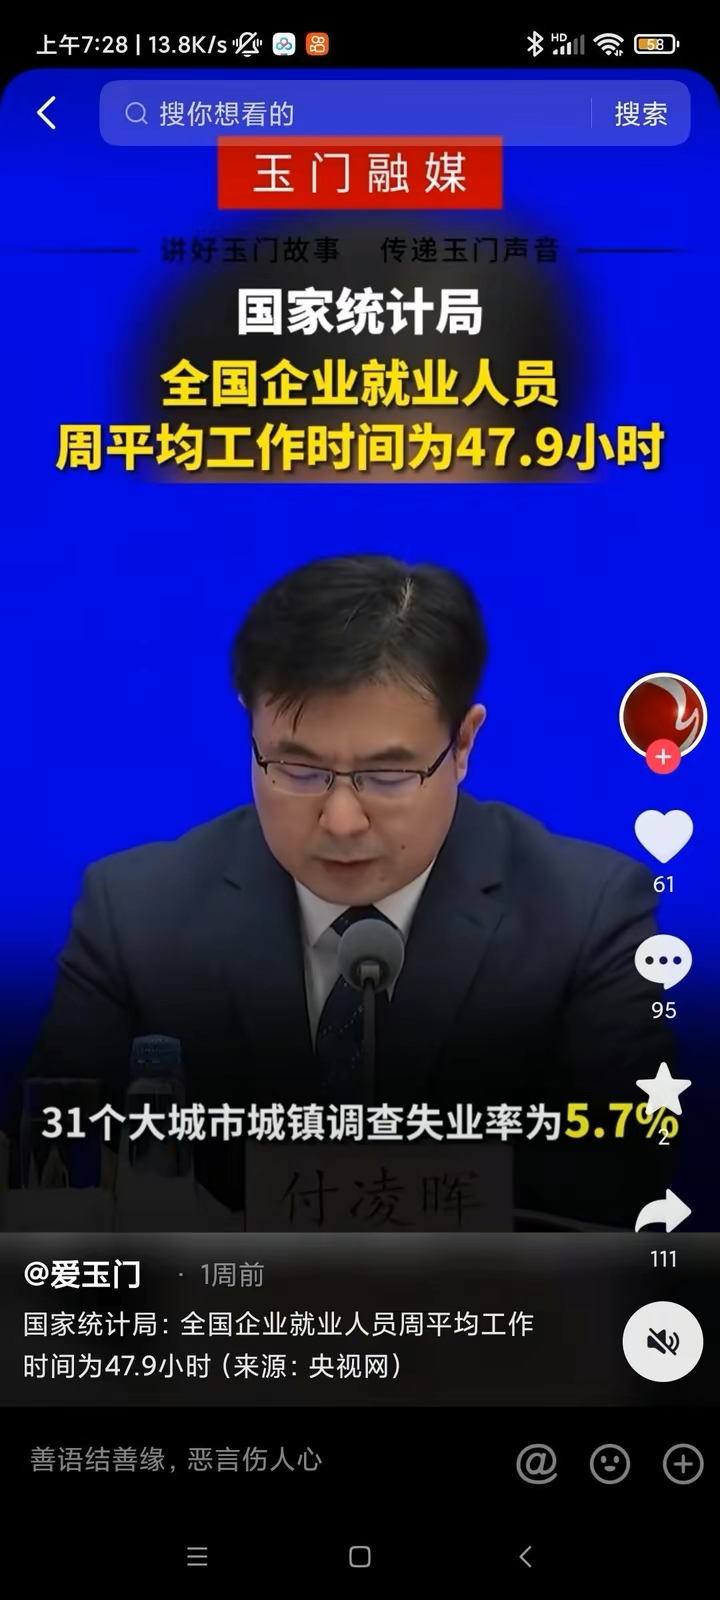 上午7:28 | 13.8K/s
HD
58
搜你想看的
搜索
玉门融媒
讲好玉门故事 传递玉门声音
国家统计局
全国企业就业人员
周平均工作时间为47.9小时
61
95
31个大城市城镇调查失业率为5.7%
2
付凌晖
111
@爱玉门 · 1周前
国家统计局：全国企业就业人员周平均工作
时间为47.9小时（来源：央视网）
善语结善缘，恶言伤人心